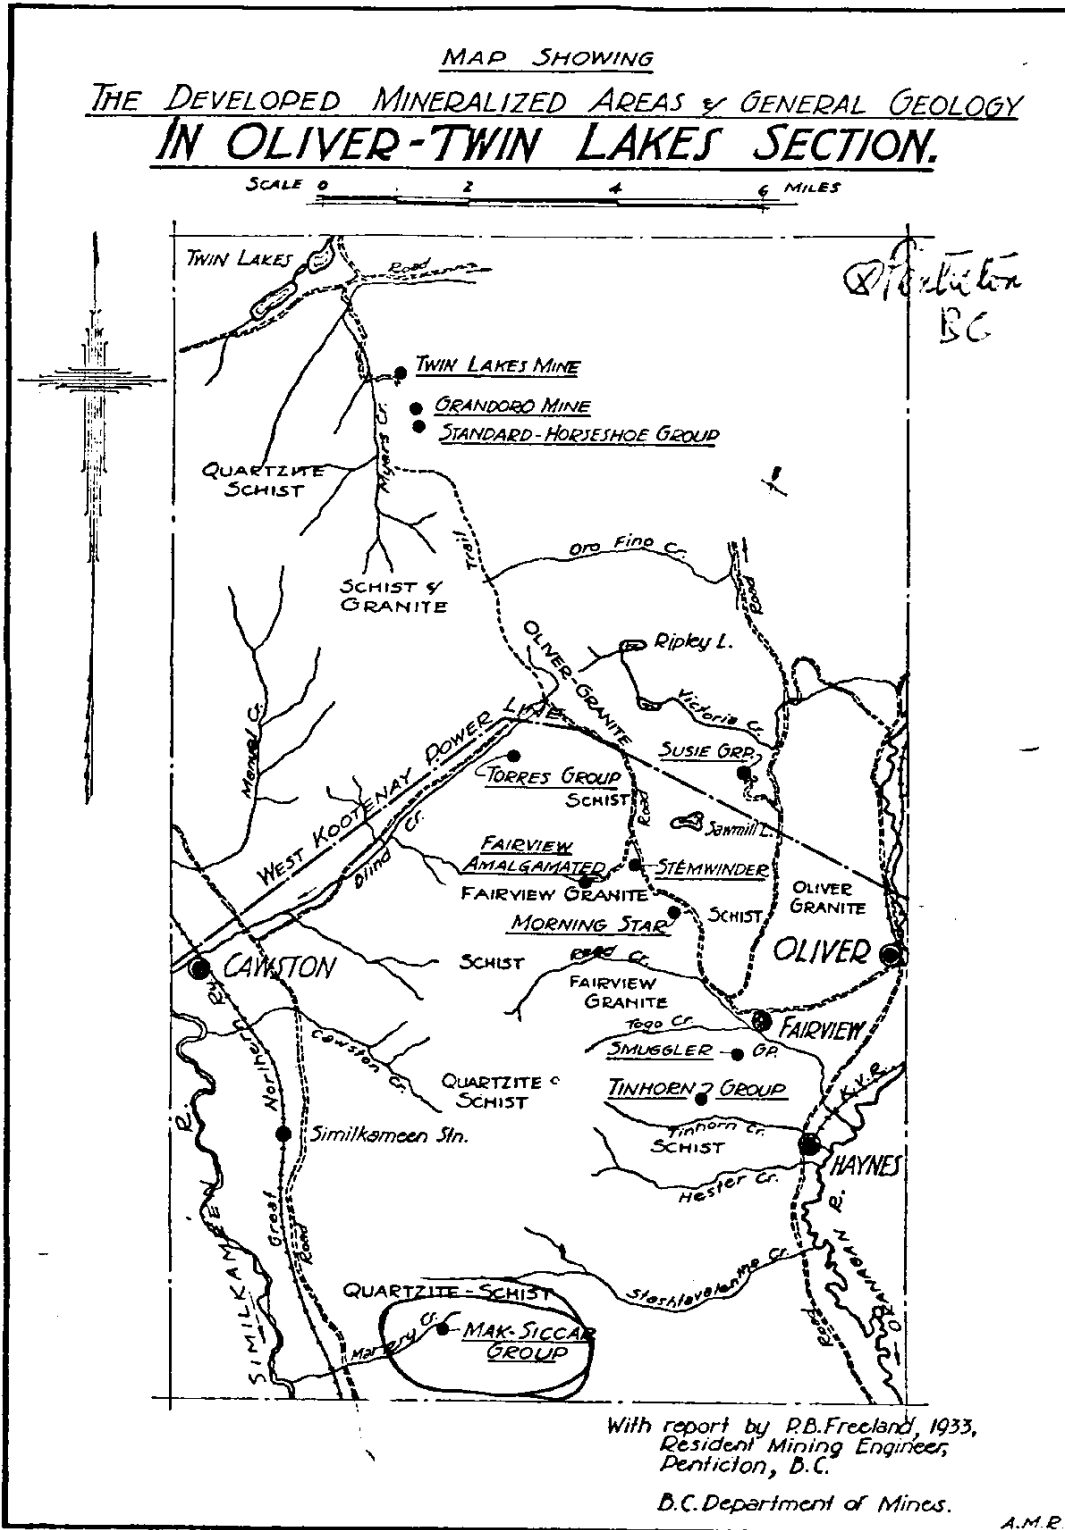 MAP SHOWING
THE DEVELOPED MINERALIZED AREAS & GENERAL GEOLOGY
IN OLIVER-TWIN LAKES SECTION.
SCALE 0 2 4 6 MILES
TWIN LAKES
Road
Penticton
BC
TWIN LAKES MINE
GRANDORO MINE
STANDARD-HORSESHOE GROUP
Myers Cr.
QUARTZITE
SCHIST
Trail
Oro Fino Cr.
SCHIST &
GRANITE
Road
OLIVER-GRANITE
Ripley L.
Victoria Cr.
Manuel Cr.
WEST KOOTENAY POWER LINE
SUSIE GRP.
TORRES GROUP
SCHIST
Road
Sawmill L.
Blind Cr.
FAIRVIEW
AMALGAMATED
STEMWINDER
FAIRVIEW GRANITE
OLIVER
GRANITE
MORNING STAR
SCHIST
OLIVER
CAWSTON
SCHIST
Reed Cr.
FAIRVIEW
GRANITE
Togo Cr.
FAIRVIEW
SMUGGLER GP.
Cawston Cr.
QUARTZITE
SCHIST
TINHORN GROUP
K.V.R.
Great Northern Ry.
Similkameen Stn.
Tinhorn Cr.
SCHIST
HAYNES
Hester Cr.
SIMILKAMEEN R.
Road
OKANAGAN R.
Road
QUARTZITE-SCHIST
Cr.
MAK-SICCAR
GROUP
With report by P.B.Freeland, 1933,
Resident Mining Engineer,
Penticton, B.C.
B.C.Department of Mines.
A.M.R.